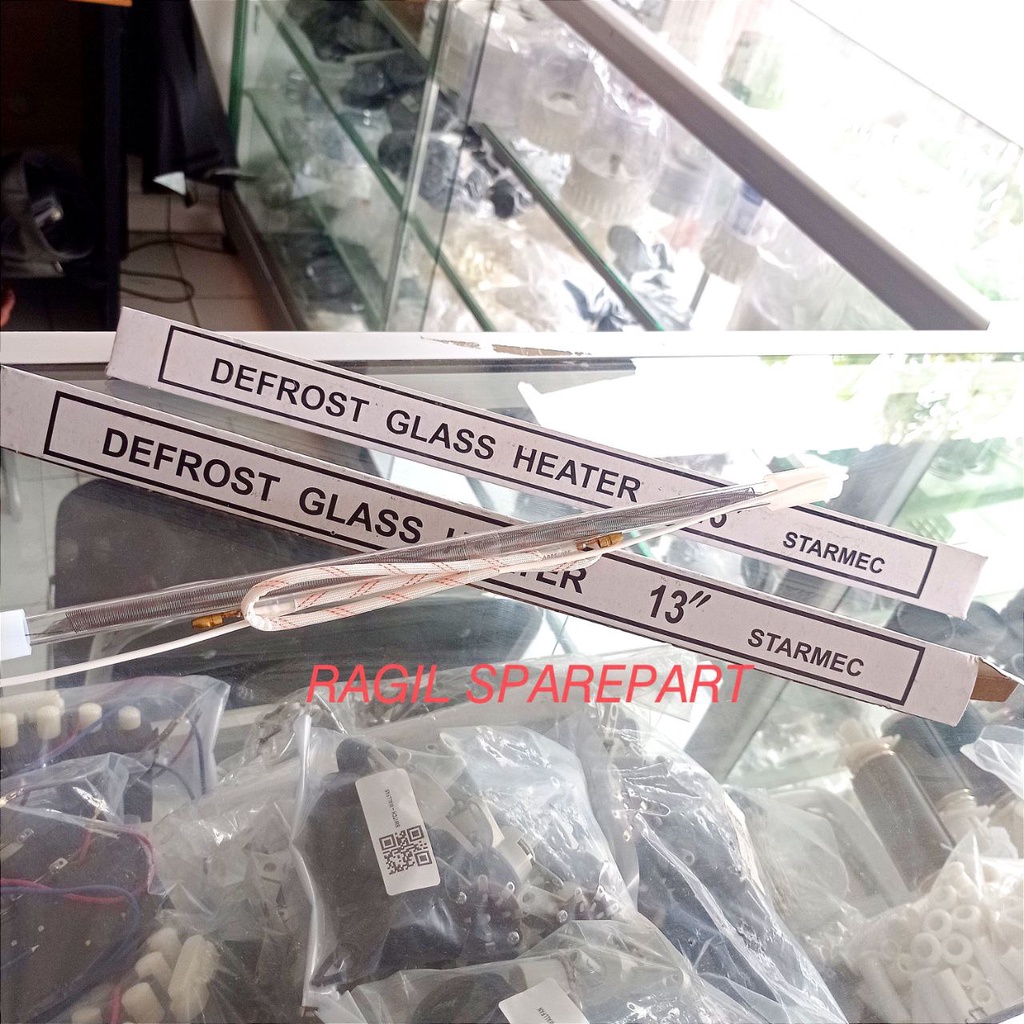 DEFROST GLASS HEATER
STARMEC
DEFROST GLASS
13" STARMEC
RAGIL SPAREPART